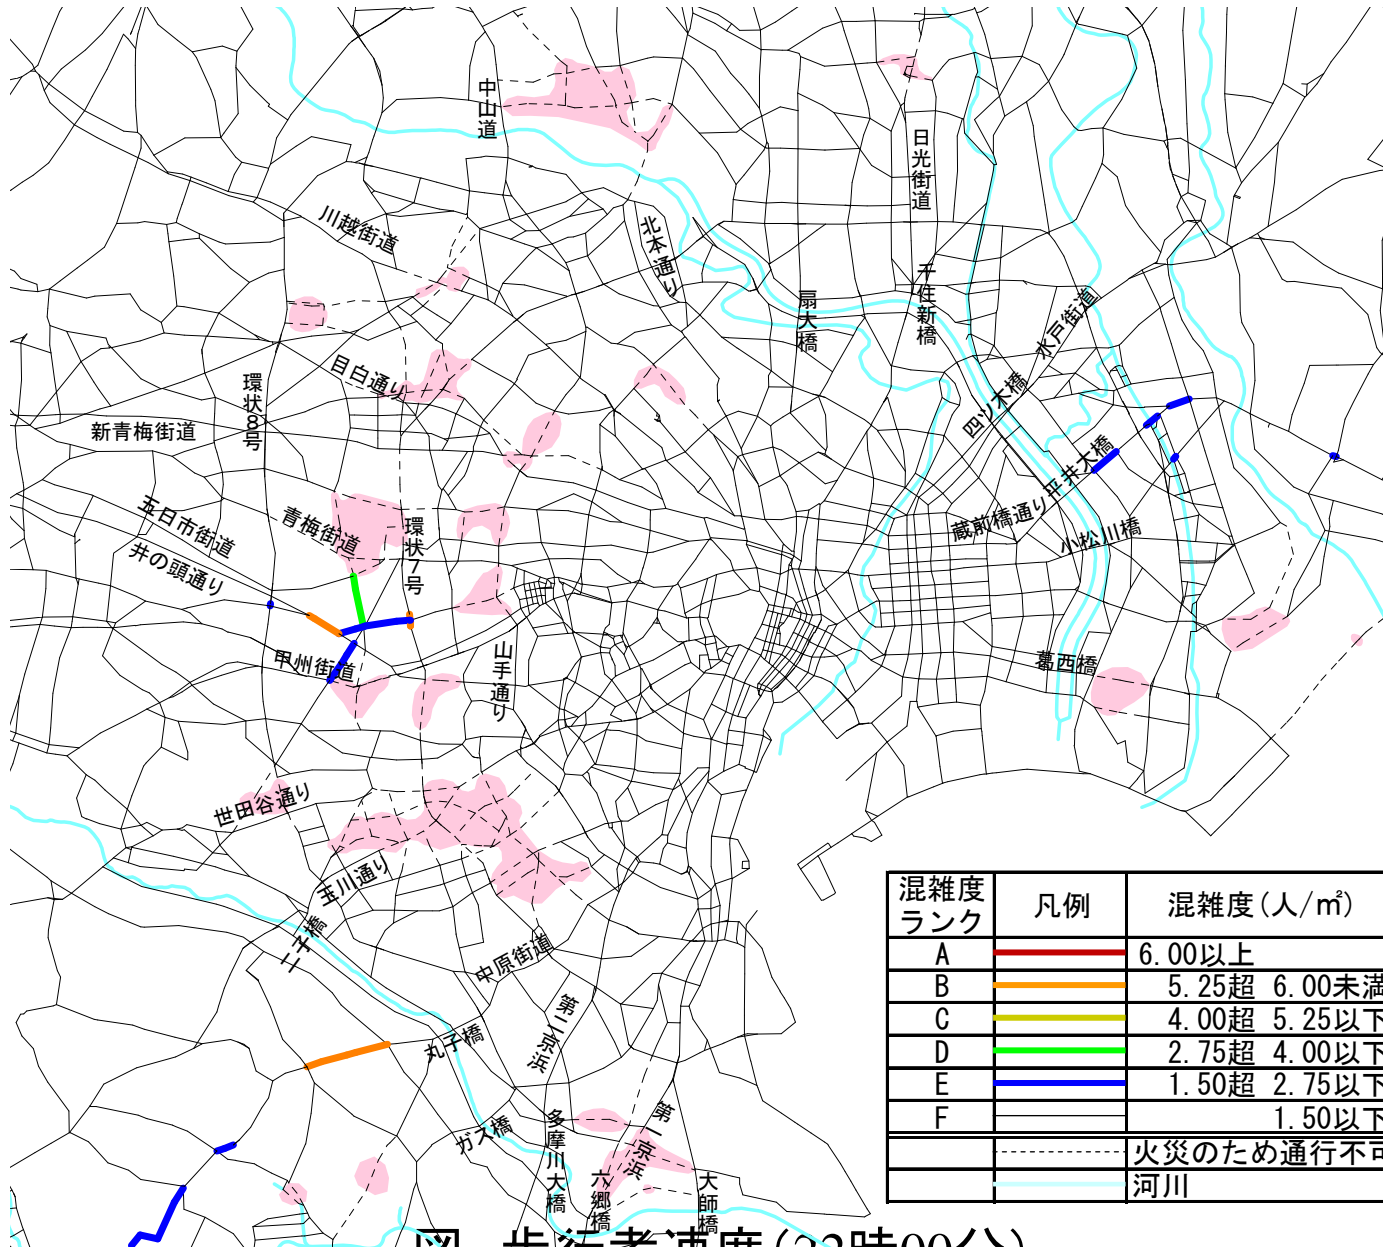 中山道
日光街道
川越街道
北本通り
千住新橋
扇大橋
水戸街道
目白通り
環状8号
四ツ木橋
新青梅街道
平井大橋
五日市街道
青梅街道
環状7号
蔵前橋通り
小松川橋
井の頭通り
甲州街道
山手通り
葛西橋
世田谷通り
玉川通り
二子橋
中原街道
第二京浜
丸子橋
ガス橋
多摩川大橋
第一京浜
六郷橋
大師橋
混雑度ランク 凡例 混雑度(人/㎡)
A 6.00以上
B 5.25超 6.00未満
C 4.00超 5.25以下
D 2.75超 4.00以下
E 1.50超 2.75以下
F 1.50以下
火災のため通行不可
河川